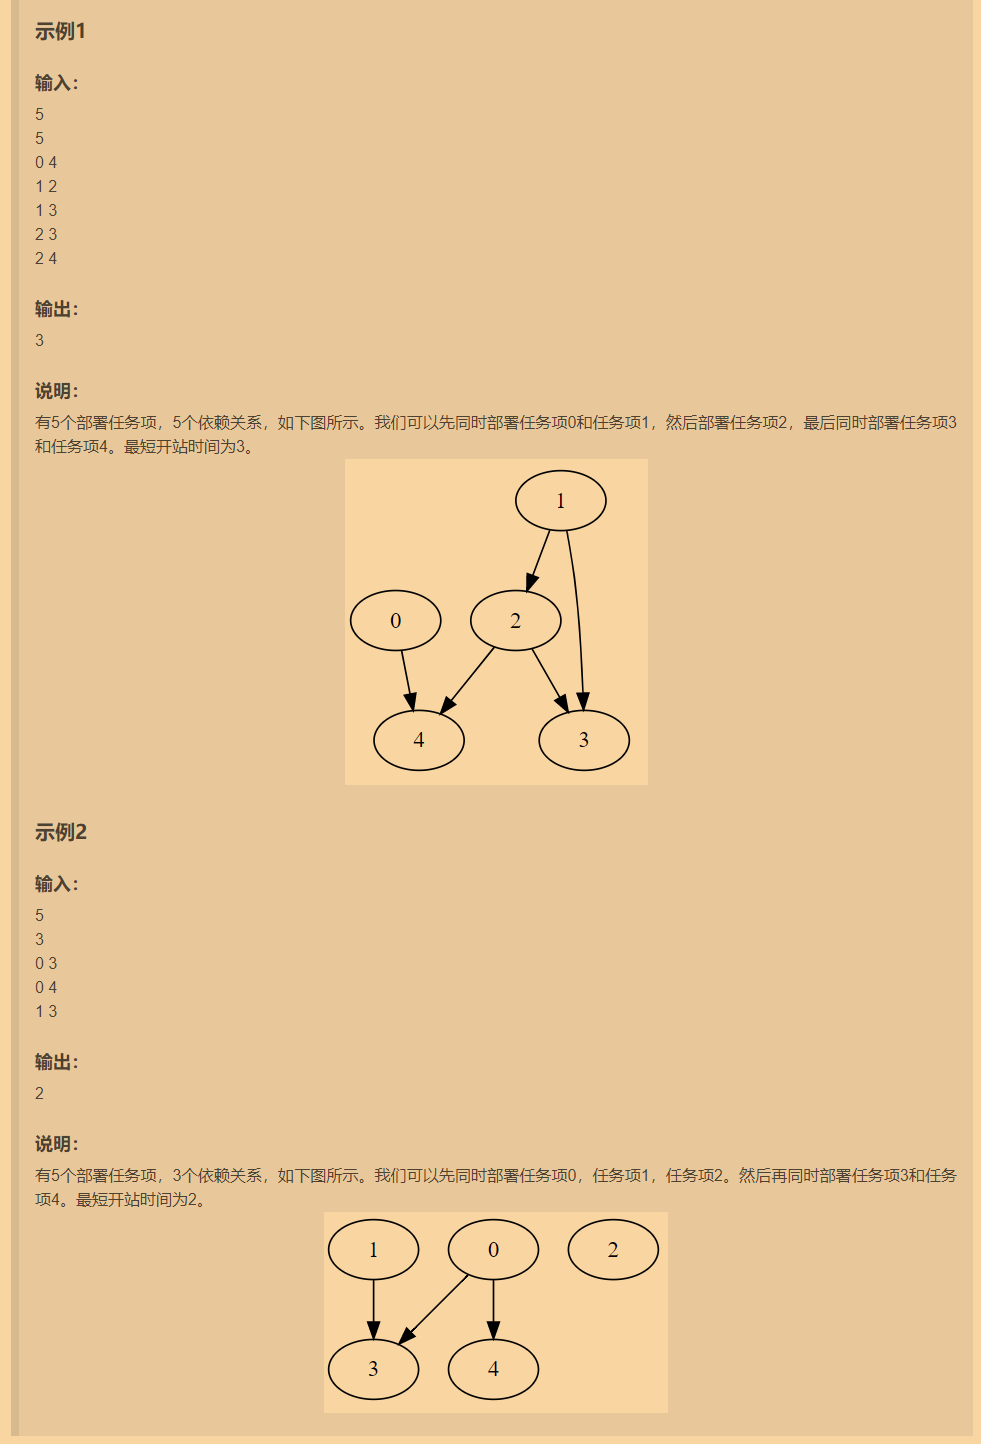 示例1
输入：
5
5
0 4
1 2
1 3
2 3
2 4
输出：
3
说明：
有5个部署任务项，5个依赖关系，如下图所示。我们可以先同时部署任务项0和任务项1，然后部署任务项2，最后同时部署任务项3
和任务项4。最短开站时间为3。
1
0
2
4
3
示例2
输入：
5
3
0 3
0 4
1 3
输出：
2
说明：
有5个部署任务项，3个依赖关系，如下图所示。我们可以先同时部署任务项0，任务项1，任务项2。然后再同时部署任务项3和任务
项4。最短开站时间为2。
1
0
2
3
4